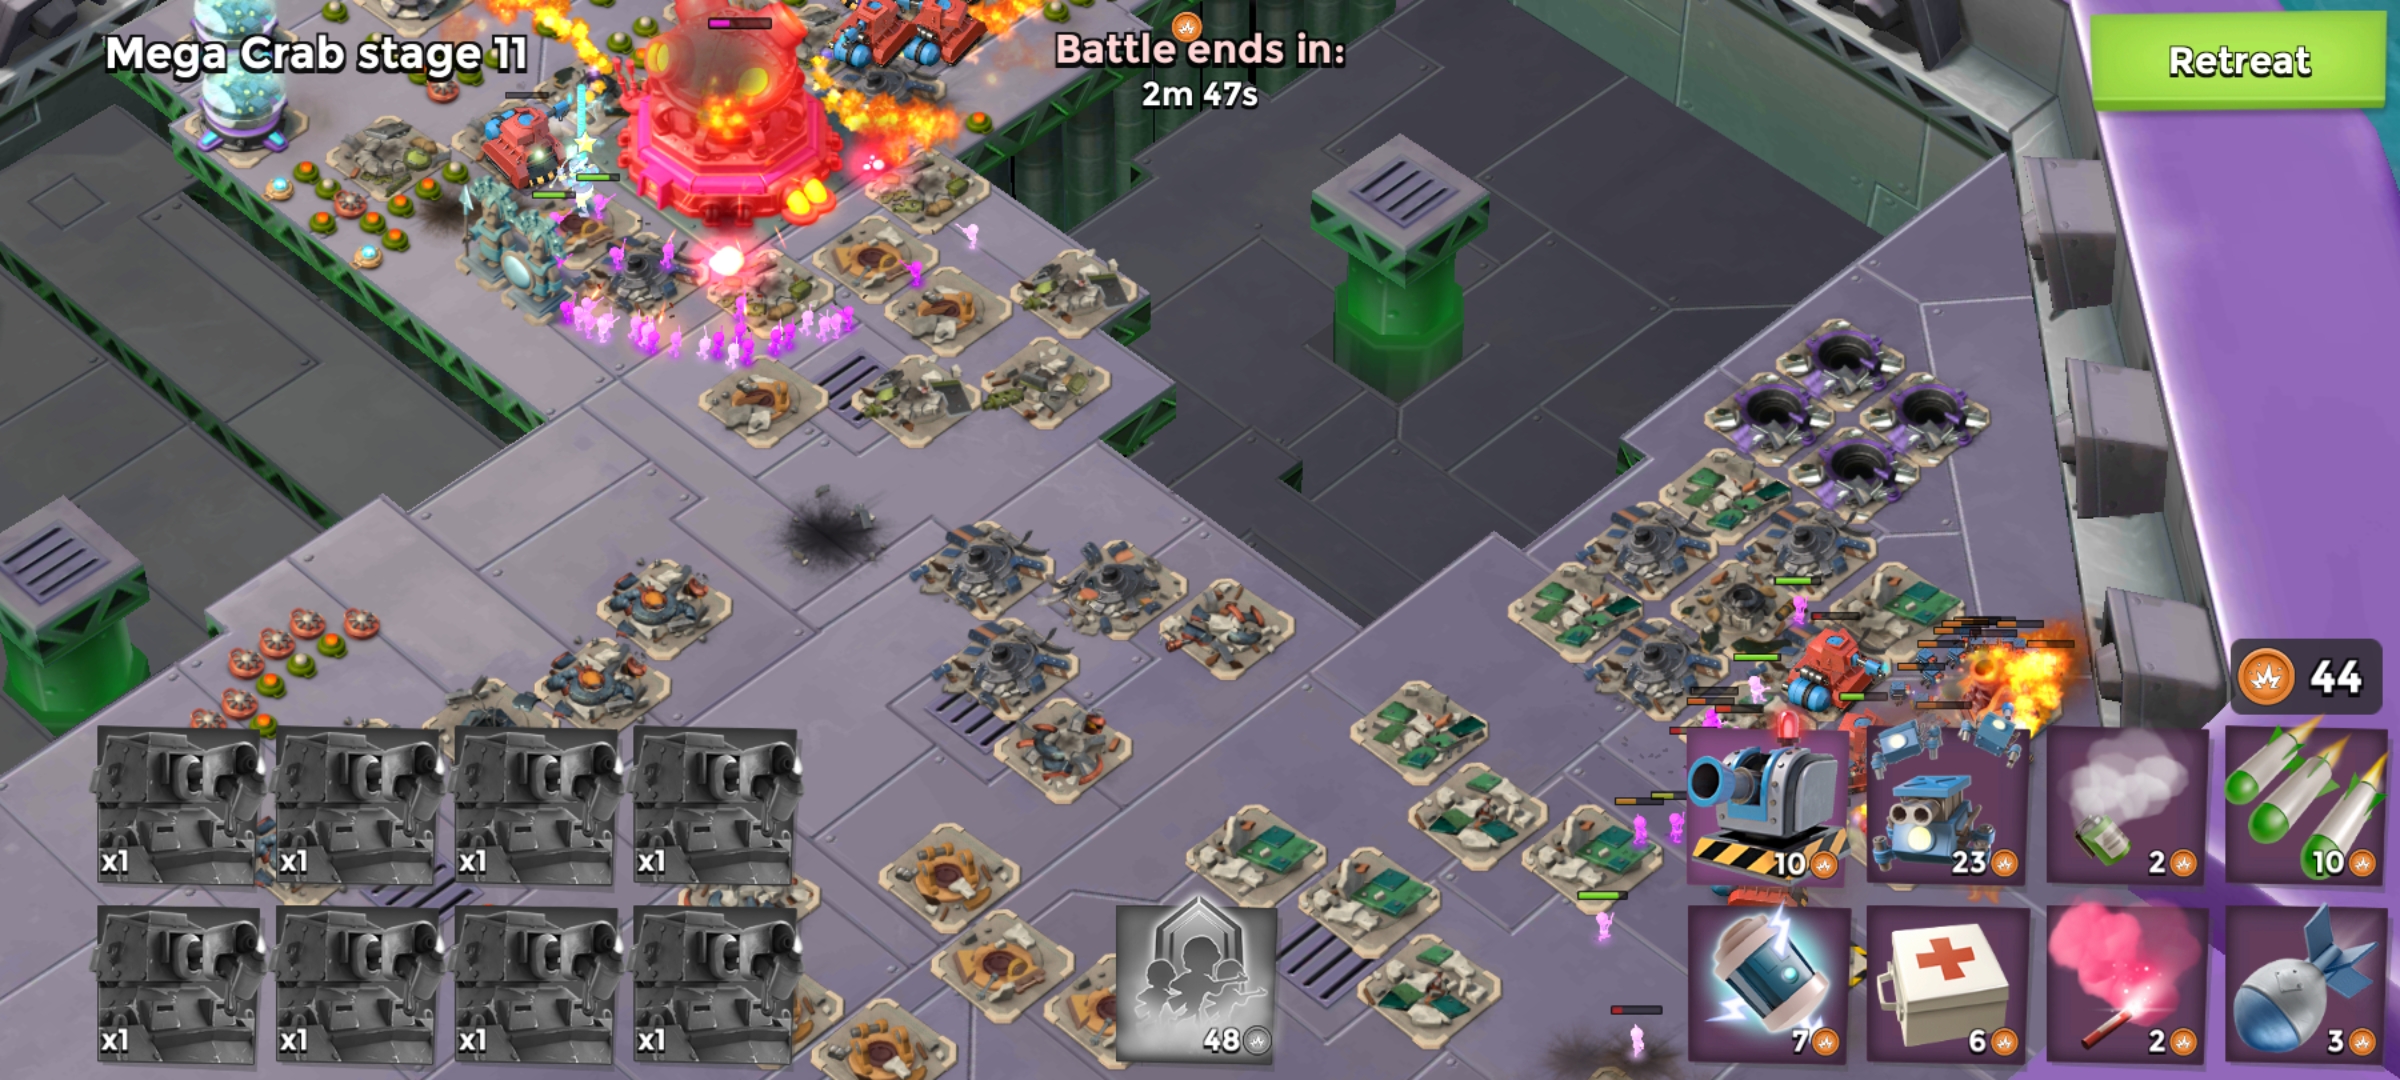 Mega Crab stage 11
Battle ends in:
2m 47s
Retreat
44
x1
x1
x1
x1
10
23
2
10
x1
x1
x1
x1
48
7
6
2
3